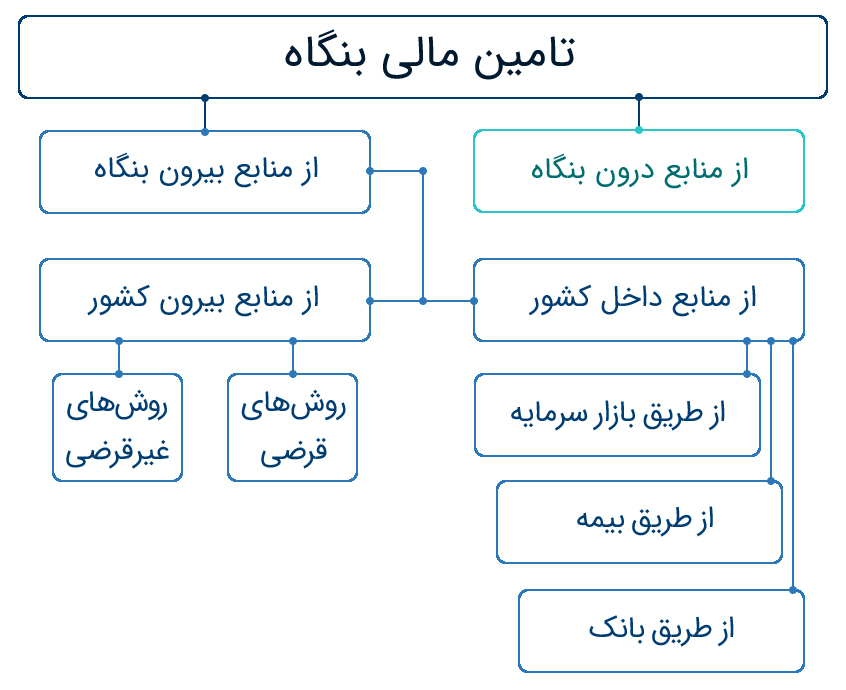 تامین مالی بنگاه
از منابع درون بنگاه
از منابع بیرون بنگاه
از منابع داخل کشور
از منابع بیرون کشور
از طریق بازار سرمایه
از طریق بیمه
از طریق بانک
روش‌های
قرضی
روش‌های
غیرقرضی